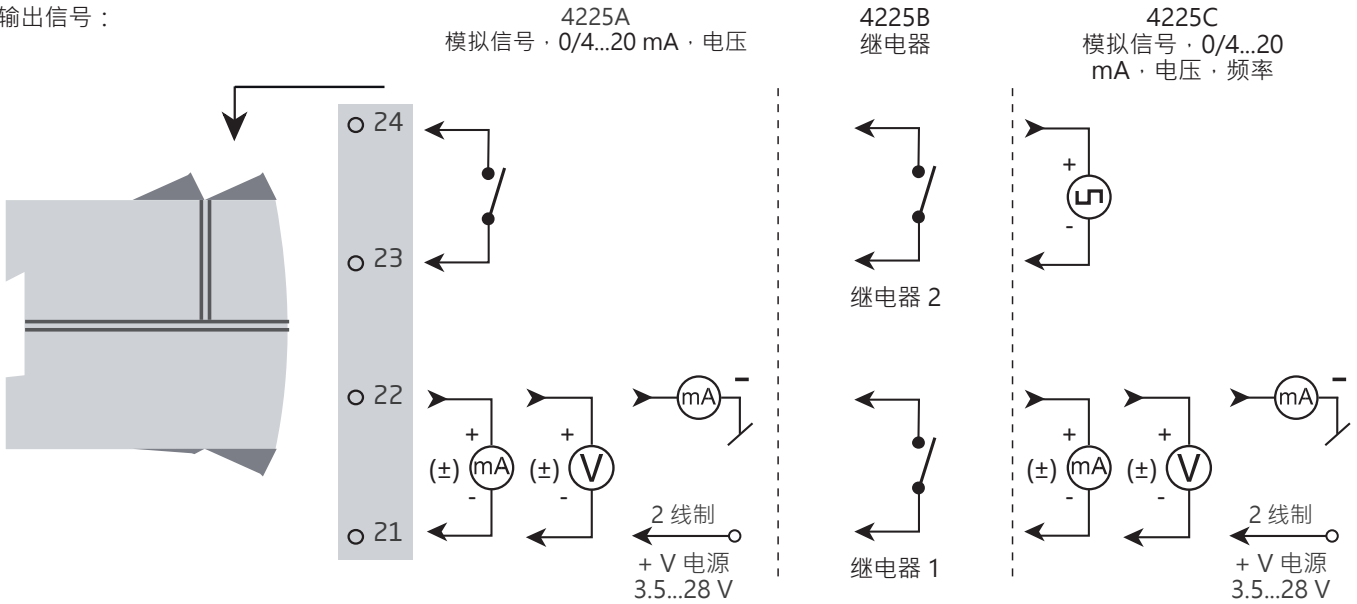 输出信号：
4225A
模拟信号，0/4...20 mA，电压
4225B
继电器
4225C
模拟信号，0/4...20
mA，电压，频率
24
+
-
23
继电器 2
22
+
(±) mA
-
+
(±) V
-
mA
-
+
(±) mA
-
+
(±) V
-
mA
-
21
2 线制
+ V 电源
3.5...28 V
继电器 1
2 线制
+ V 电源
3.5...28 V